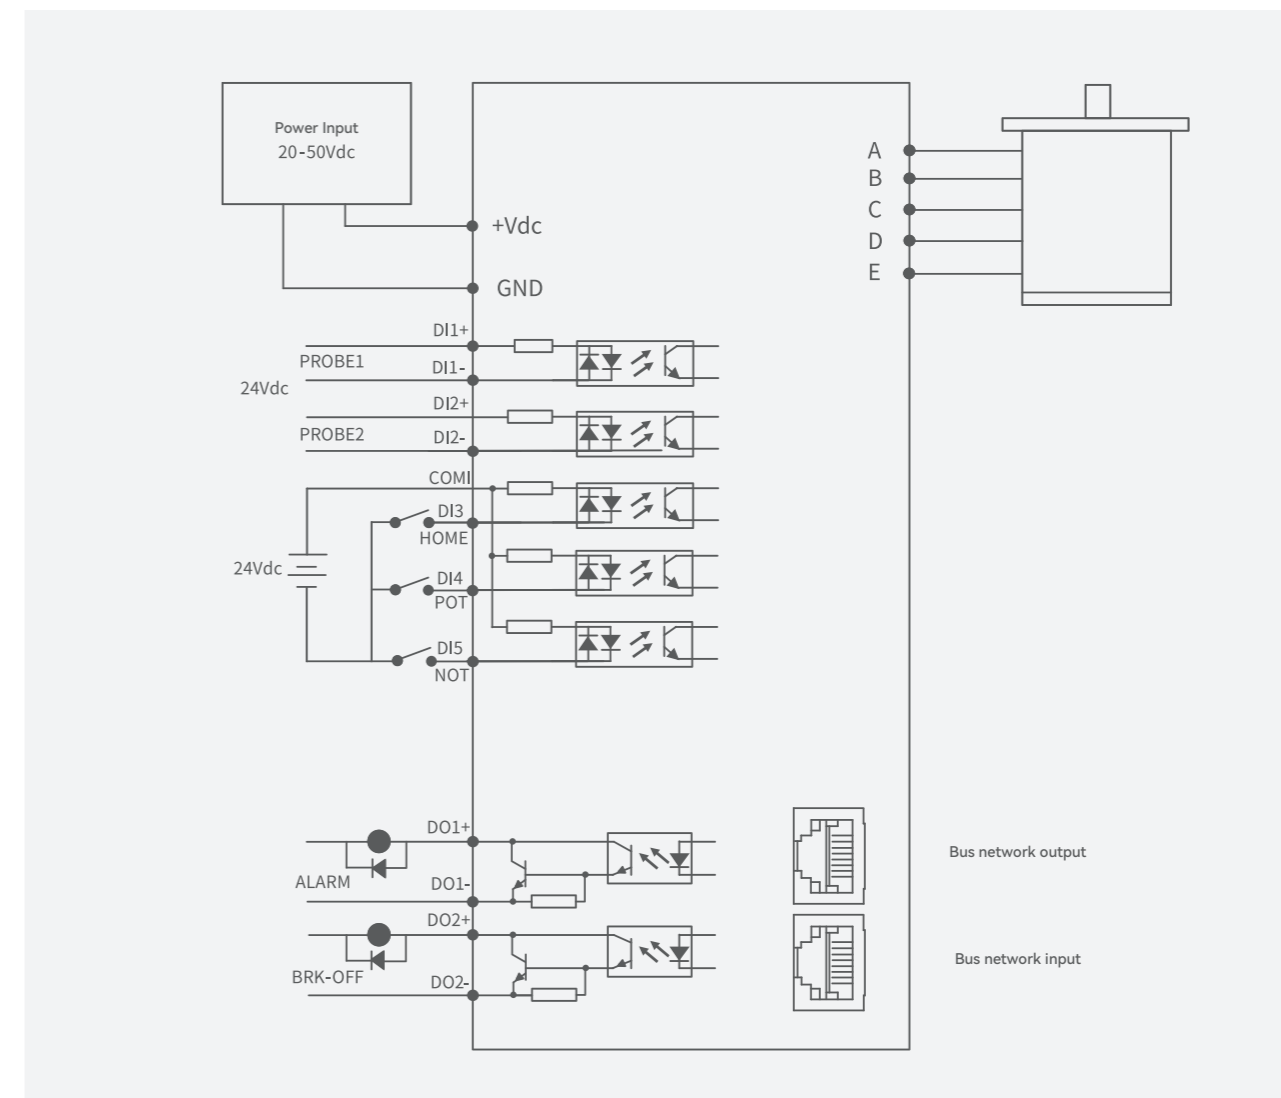 Power Input
20-50Vdc
A
B
C
D
E
+Vdc
GND
DI1+
PROBE1
DI1-
24Vdc
DI2+
PROBE2
DI2-
COMI
DI3
HOME
24Vdc
DI4
POT
DI5
NOT
DO1+
ALARM
DO1-
DO2+
BRK-OFF
DO2-
Bus network output
Bus network input